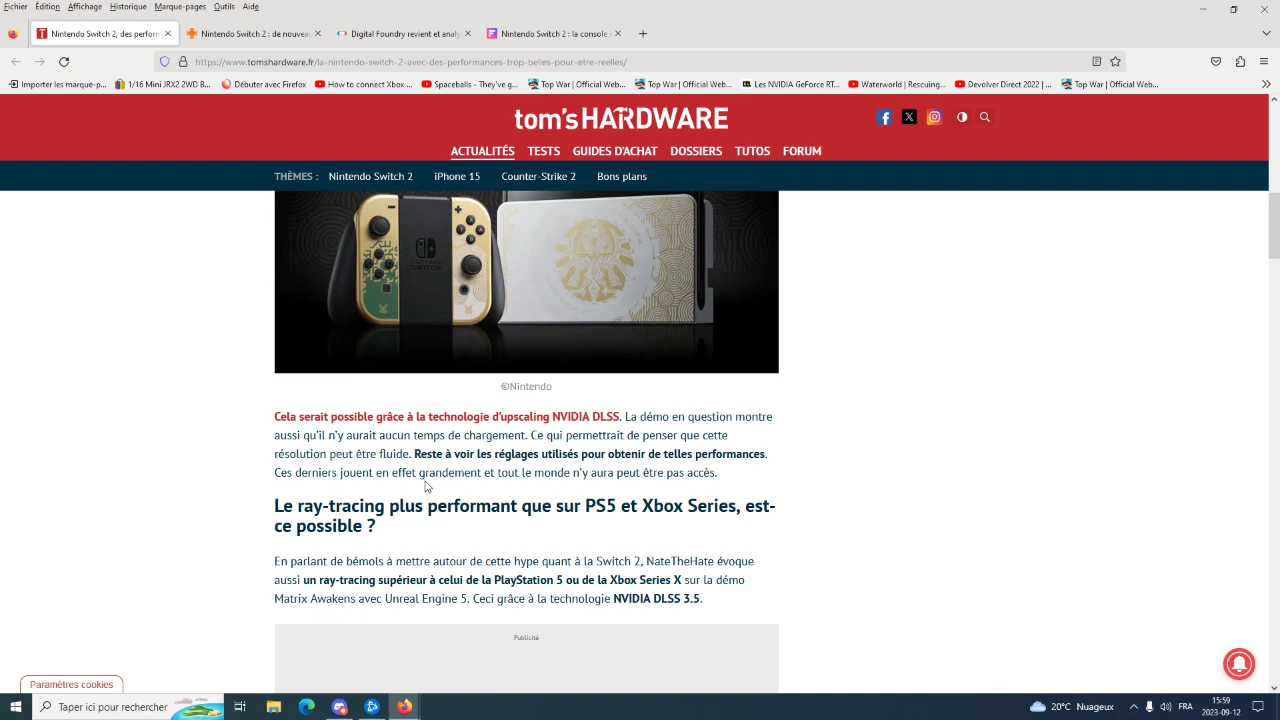 Fichier Édition Affichage Historique Marque-pages Outils Aide
Nintendo Switch 2, des perform
Nintendo Switch 2 : de nouveau
Digital Foundry revient et analy
Nintendo Switch 2 : la console
https://www.tomshardware.fr/la-nintendo-switch-2-avec-des-performances-trop-belles-pour-etre-reelles/
Importer les marque-p...
1/16 Mini JRX2 2WD B...
Débuter avec Firefox
How to connect Xbox ...
Spaceballs - They've g...
Top War | Official Web...
Top War | Official Web...
Les NVIDIA GeForce RT...
Waterworld | Rescuing...
Devolver Direct 2022 | ...
Top War | Official Web...
tom's HARDWARE
ACTUALITÉS TESTS GUIDES D'ACHAT DOSSIERS TUTOS FORUM
THÈMES : Nintendo Switch 2 iPhone 15 Counter-Strike 2 Bons plans
SWITCH
©Nintendo
Cela serait possible grâce à la technologie d'upscaling NVIDIA DLSS. La démo en question montre
aussi qu'il n'y aurait aucun temps de chargement. Ce qui permettrait de penser que cette
résolution peut être fluide. Reste à voir les réglages utilisés pour obtenir de telles performances.
Ces derniers jouent en effet grandement et tout le monde n'y aura peut être pas accès.
Le ray-tracing plus performant que sur PS5 et Xbox Series, est-
ce possible ?
En parlant de bémols à mettre autour de cette hype quant à la Switch 2, NateTheHate évoque
aussi un ray-tracing supérieur à celui de la PlayStation 5 ou de la Xbox Series X sur la démo
Matrix Awakens avec Unreal Engine 5. Ceci grâce à la technologie NVIDIA DLSS 3.5.
Publicité
Paramètres cookies
Taper ici pour rechercher
20°C Nuageux
FRA
15:59
2023-09-12